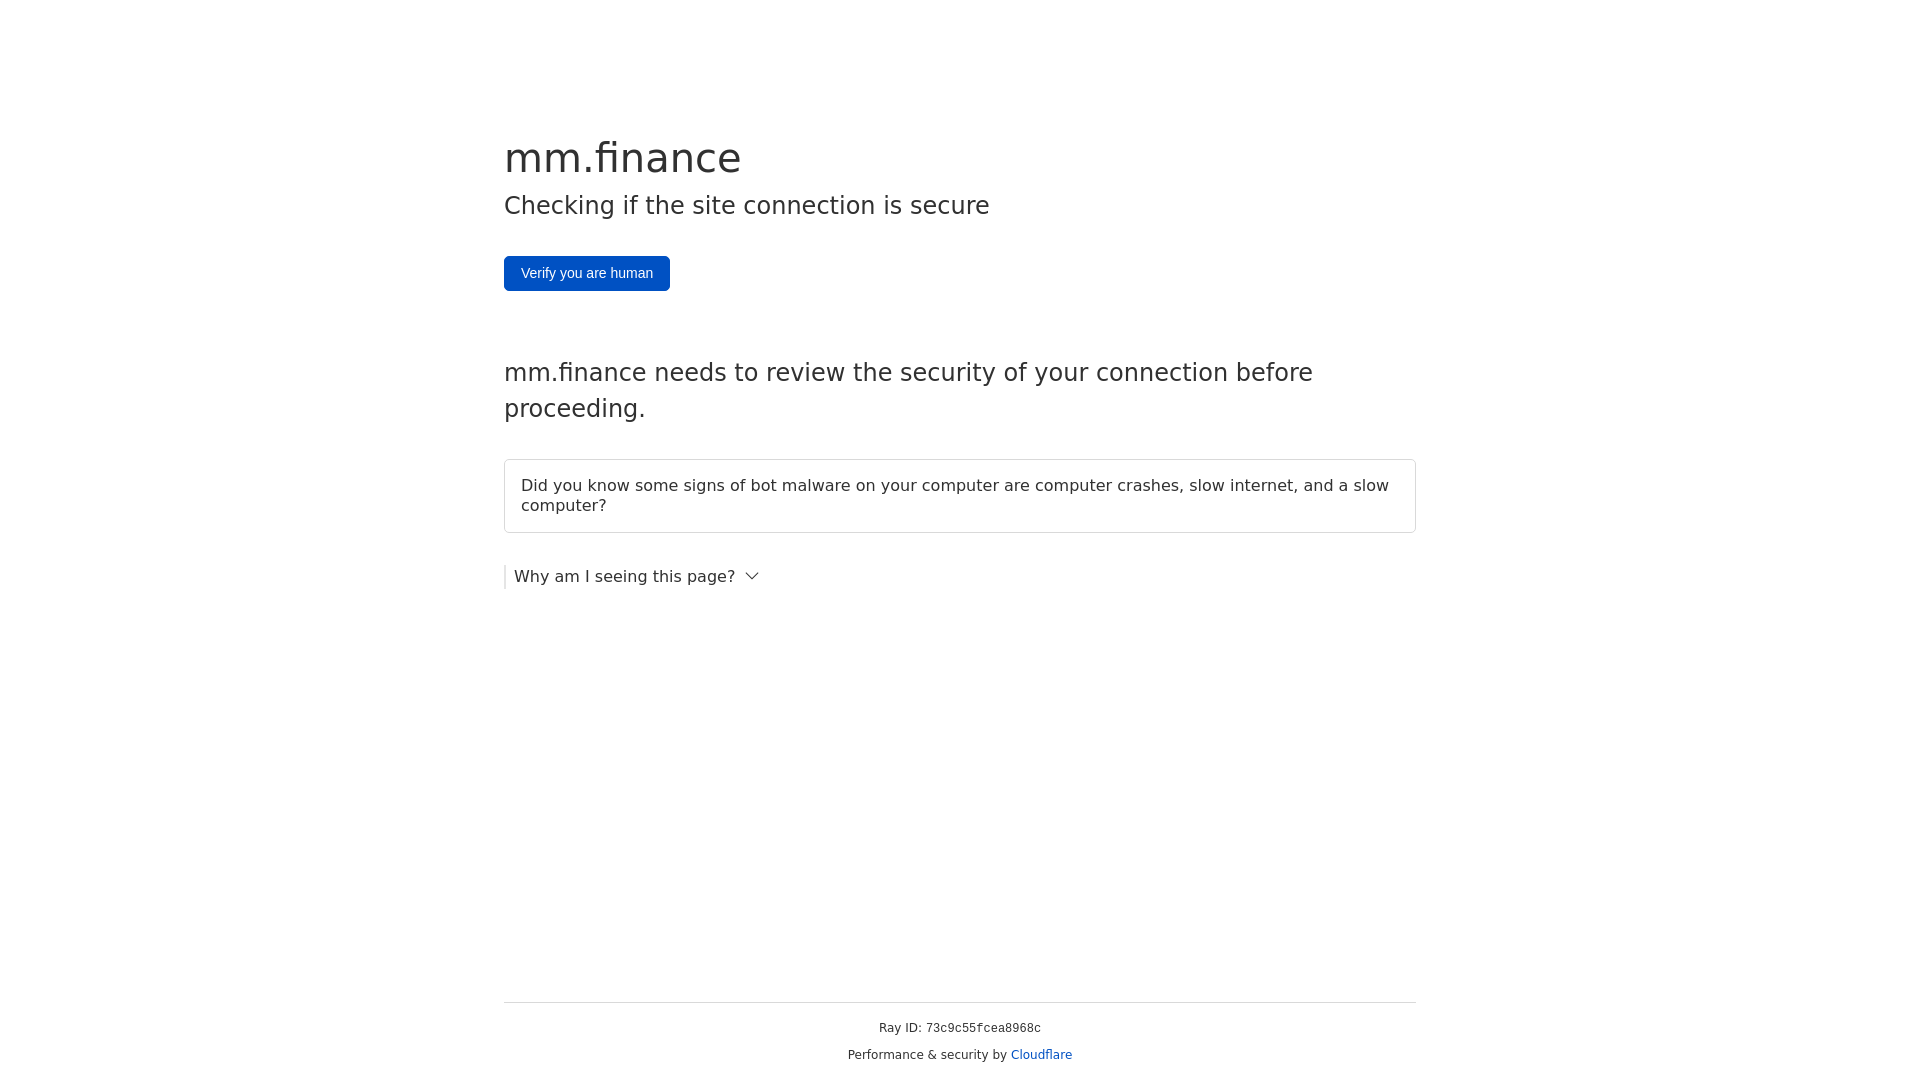 mm.finance
Checking if the site connection is secure
Verify you are human
mm.finance needs to review the security of your connection before
proceeding.
Did you know some signs of bot malware on your computer are computer crashes, slow internet, and a slow
computer?
Why am I seeing this page?
Ray ID: 73c9c55fcea8968c
Performance & security by Cloudflare